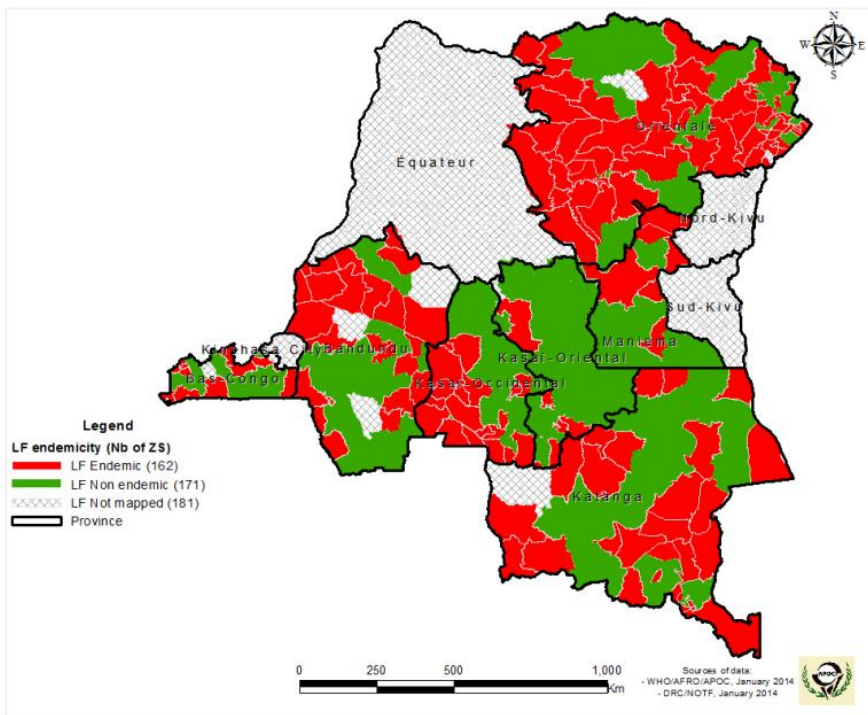 N
W E
S
Orientale
Équateur
Nord-Kivu
Sud-Kivu
Kinshasa City
Bandundu
Maniema
Kasai-Oriental
Bas-Congo
Kasai-Occidental
Legend
LF endemicity (Nb of ZS)
LF Endemic (162)
LF Non endemic (171)
LF Not mapped (181)
Province
Katanga
0 250 500 1,000
Km
Sources of data:
- WHO/AFRO/APOC, January 2014
- DRC/NOTF, January 2014
APOC